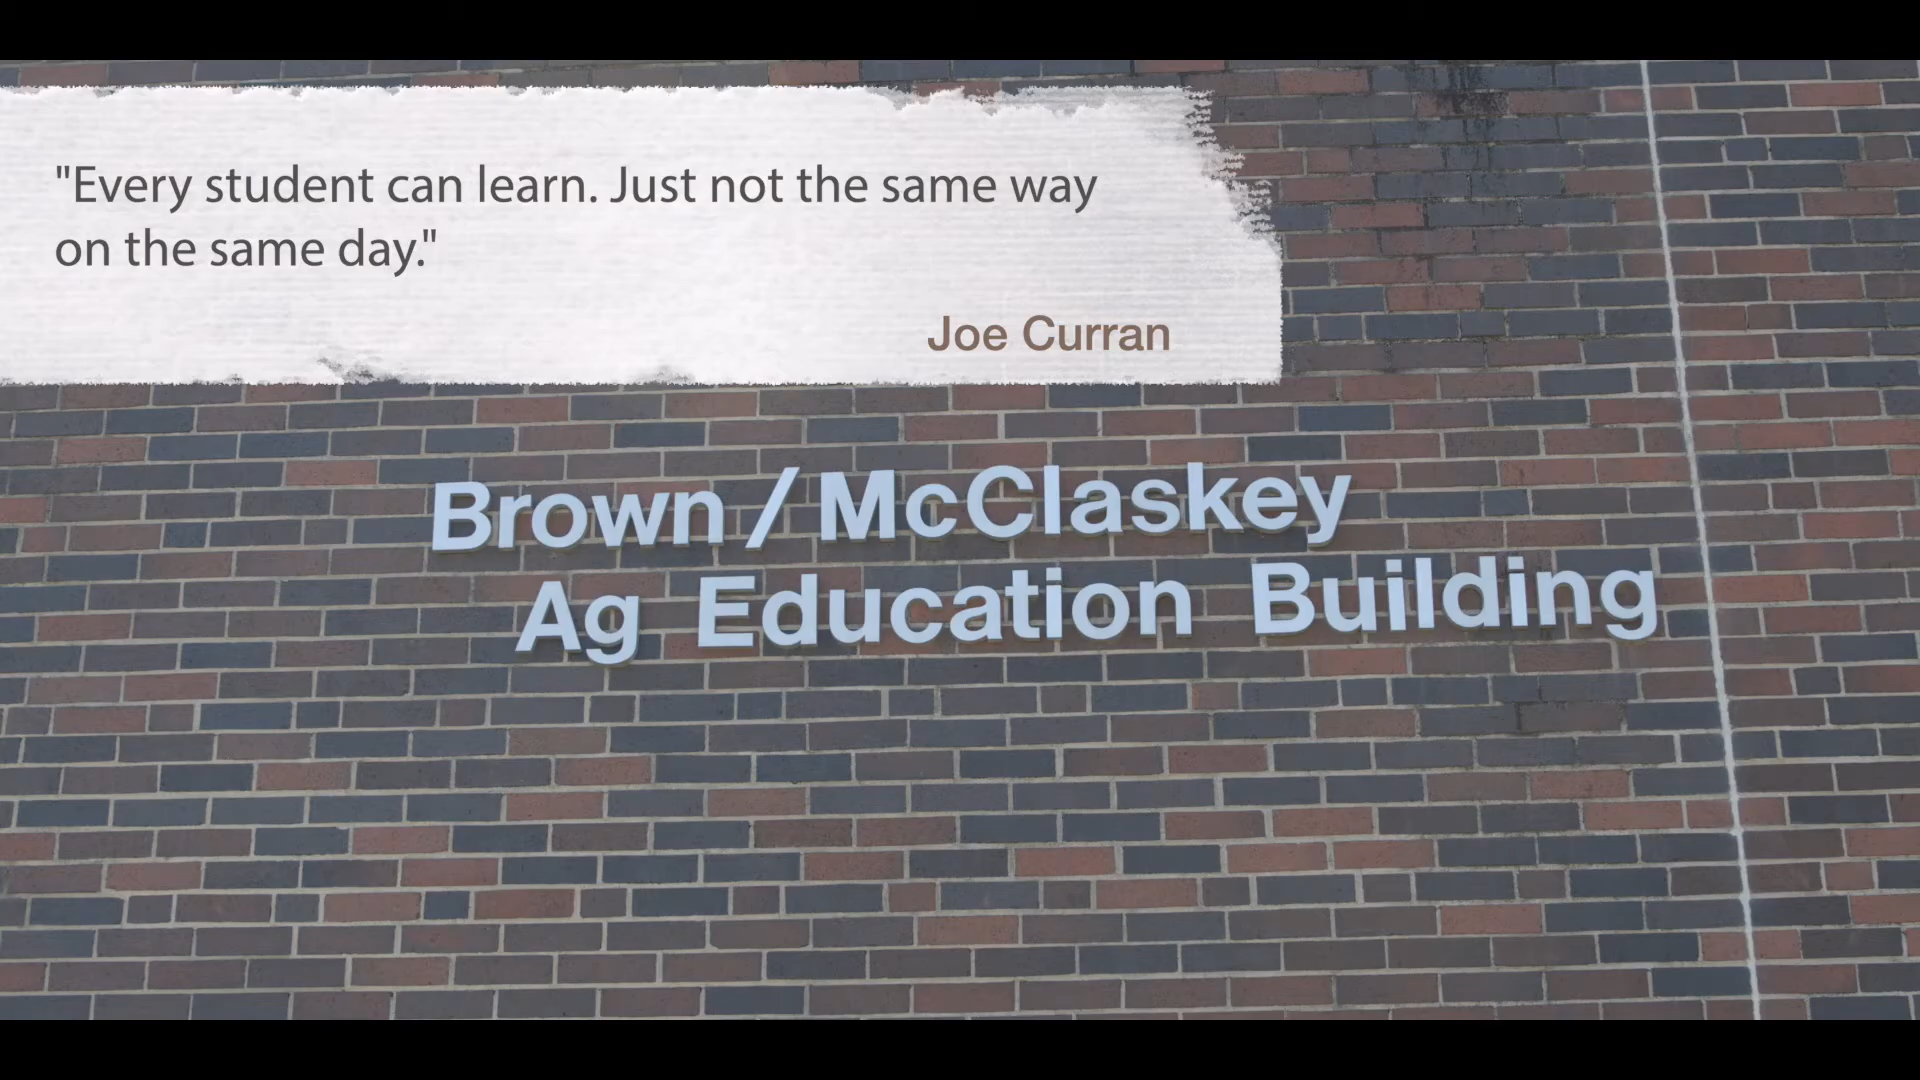 "Every student can learn. Just not the same way
on the same day."
Joe Curran
Brown / McClaskey
Ag Education Building